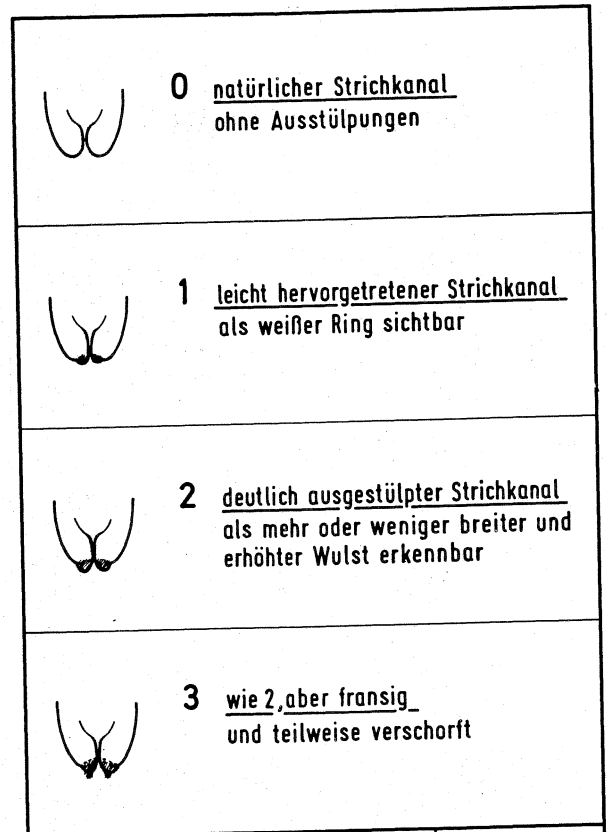 0 natürlicher Strichkanal
ohne Ausstülpungen
1 leicht hervorgetretener Strichkanal
als weißer Ring sichtbar
2 deutlich ausgestülpter Strichkanal
als mehr oder weniger breiter und
erhöhter Wulst erkennbar
3 wie 2, aber fransig
und teilweise verschorft